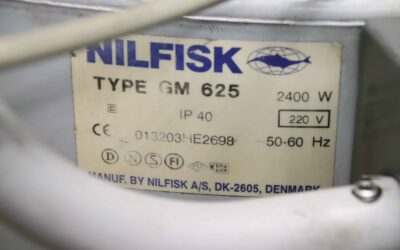 NILFISK
TYPE GM 625 2400 W
IP 40 220 V
CE 013203HE2698 50-60 Hz
D N S FI
MANUF. BY NILFISK A/S, DK-2605, DENMARK